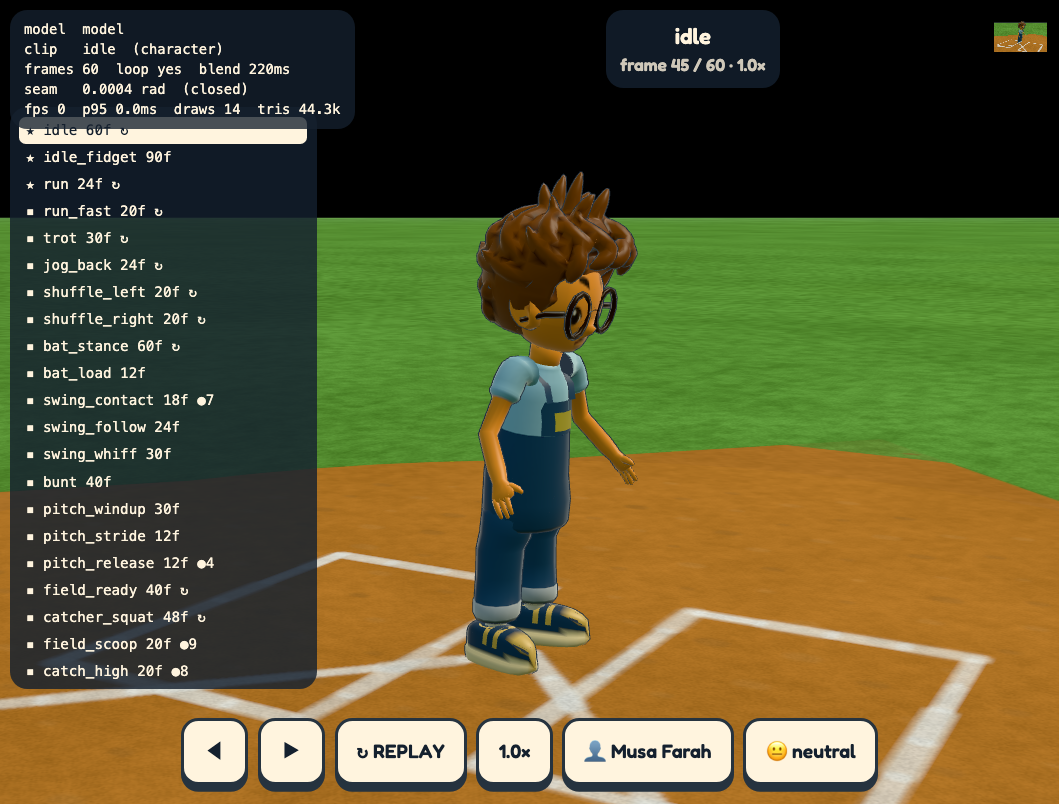 model  model
clip   idle  (character)
frames 60  loop yes  blend 220ms
seam   0.0004 rad  (closed)
fps 0  p95 0.0ms  draws 14  tris 44.3k
★ idle 60f ↻
★ idle_fidget 90f
★ run 24f ↻
▪ run_fast 20f ↻
▪ trot 30f ↻
▪ jog_back 24f ↻
▪ shuffle_left 20f ↻
▪ shuffle_right 20f ↻
▪ bat_stance 60f ↻
▪ bat_load 12f
▪ swing_contact 18f ●7
▪ swing_follow 24f
▪ swing_whiff 30f
▪ bunt 40f
▪ pitch_windup 30f
▪ pitch_stride 12f
▪ pitch_release 12f ●4
▪ field_ready 40f ↻
▪ catcher_squat 48f ↻
▪ field_scoop 20f ●9
▪ catch_high 20f ●8
idle
frame 45 / 60 · 1.0×
↻ REPLAY
1.0×
👤 Musa Farah
😐 neutral